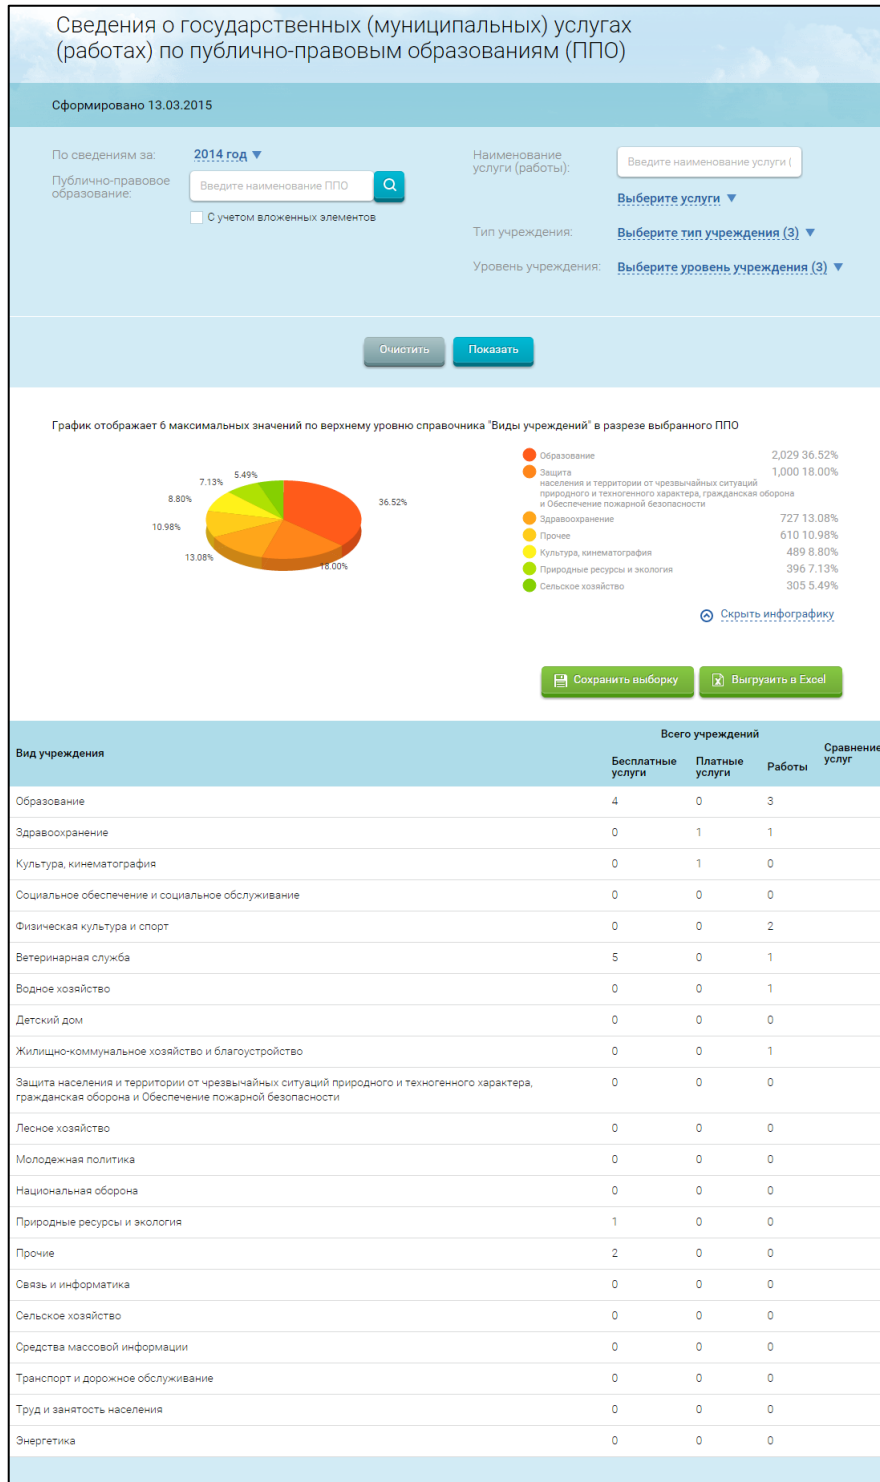 Сведения о государственных (муниципальных) услугах
(работах) по публично-правовым образованиям (ППО)
Сформировано 13.03.2015
По сведениям за: 2014 год
Публично-правовое
образование:
Введите наименование ППО
С учетом вложенных элементов
Наименование
услуги (работы):
Введите наименование услуги (
Выберите услуги
Тип учреждения: Выберите тип учреждения (3)
Уровень учреждения: Выберите уровень учреждения (3)
Очистить Показать
График отображает 6 максимальных значений по верхнему уровню справочника "Виды учреждений" в разрезе выбранного ППО
5.49%
7.13%
8.80%
36.52%
10.98%
13.08%
18.00%
Образование 2,029 36.52%
Защита 1,000 18.00%
населения и территории от чрезвычайных ситуаций
природного и техногенного характера, гражданская оборона
и Обеспечение пожарной безопасности
Здравоохранение 727 13.08%
Прочее 610 10.98%
Культура, кинематография 489 8.80%
Природные ресурсы и экология 396 7.13%
Сельское хозяйство 305 5.49%
Скрыть инфографику
Сохранить выборку Выгрузить в Excel
Вид учреждения
Всего учреждений
Бесплатные
услуги
Платные
услуги
Работы
Сравнение
услуг
Образование 4 0 3
Здравоохранение 0 1 1
Культура, кинематография 0 1 0
Социальное обеспечение и социальное обслуживание 0 0 0
Физическая культура и спорт 0 0 2
Ветеринарная служба 5 0 1
Водное хозяйство 0 0 1
Детский дом 0 0 0
Жилищно-коммунальное хозяйство и благоустройство 0 0 1
Защита населения и территории от чрезвычайных ситуаций природного и техногенного характера, 0 0 0
гражданская оборона и Обеспечение пожарной безопасности
Лесное хозяйство 0 0 0
Молодежная политика 0 0 0
Национальная оборона 0 0 0
Природные ресурсы и экология 1 0 0
Прочие 2 0 0
Связь и информатика 0 0 0
Сельское хозяйство 0 0 0
Средства массовой информации 0 0 0
Транспорт и дорожное обслуживание 0 0 0
Труд и занятость населения 0 0 0
Энергетика 0 0 0